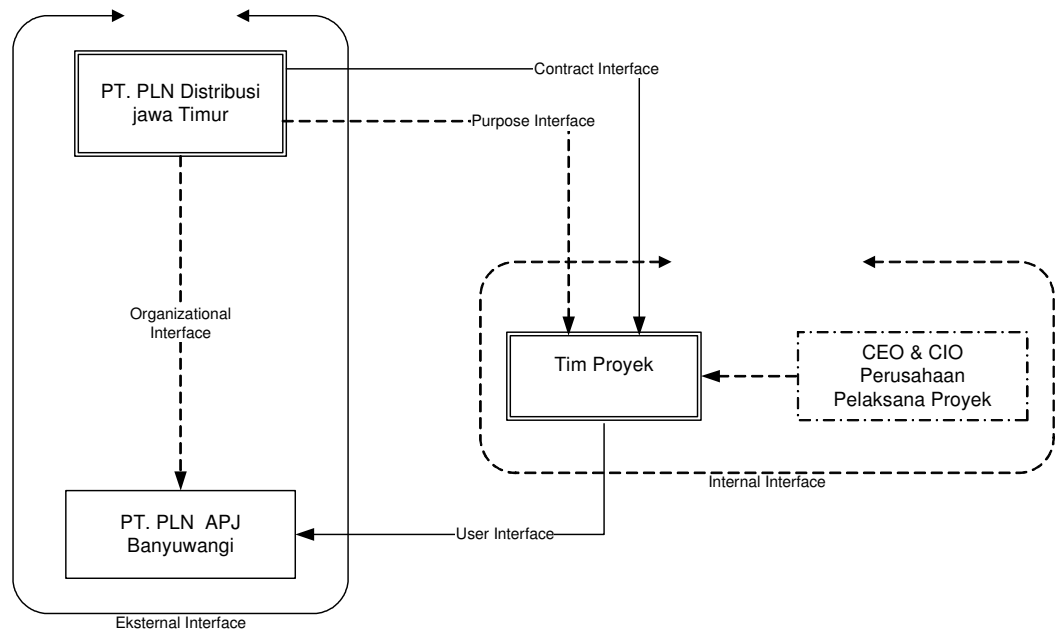 PT. PLN Distribusi
jawa Timur
Contract Interface
Purpose Interface
Organizational
Interface
Tim Proyek
CEO & CIO
Perusahaan
Pelaksana Proyek
Internal Interface
PT. PLN  APJ
Banyuwangi
User Interface
Eksternal Interface